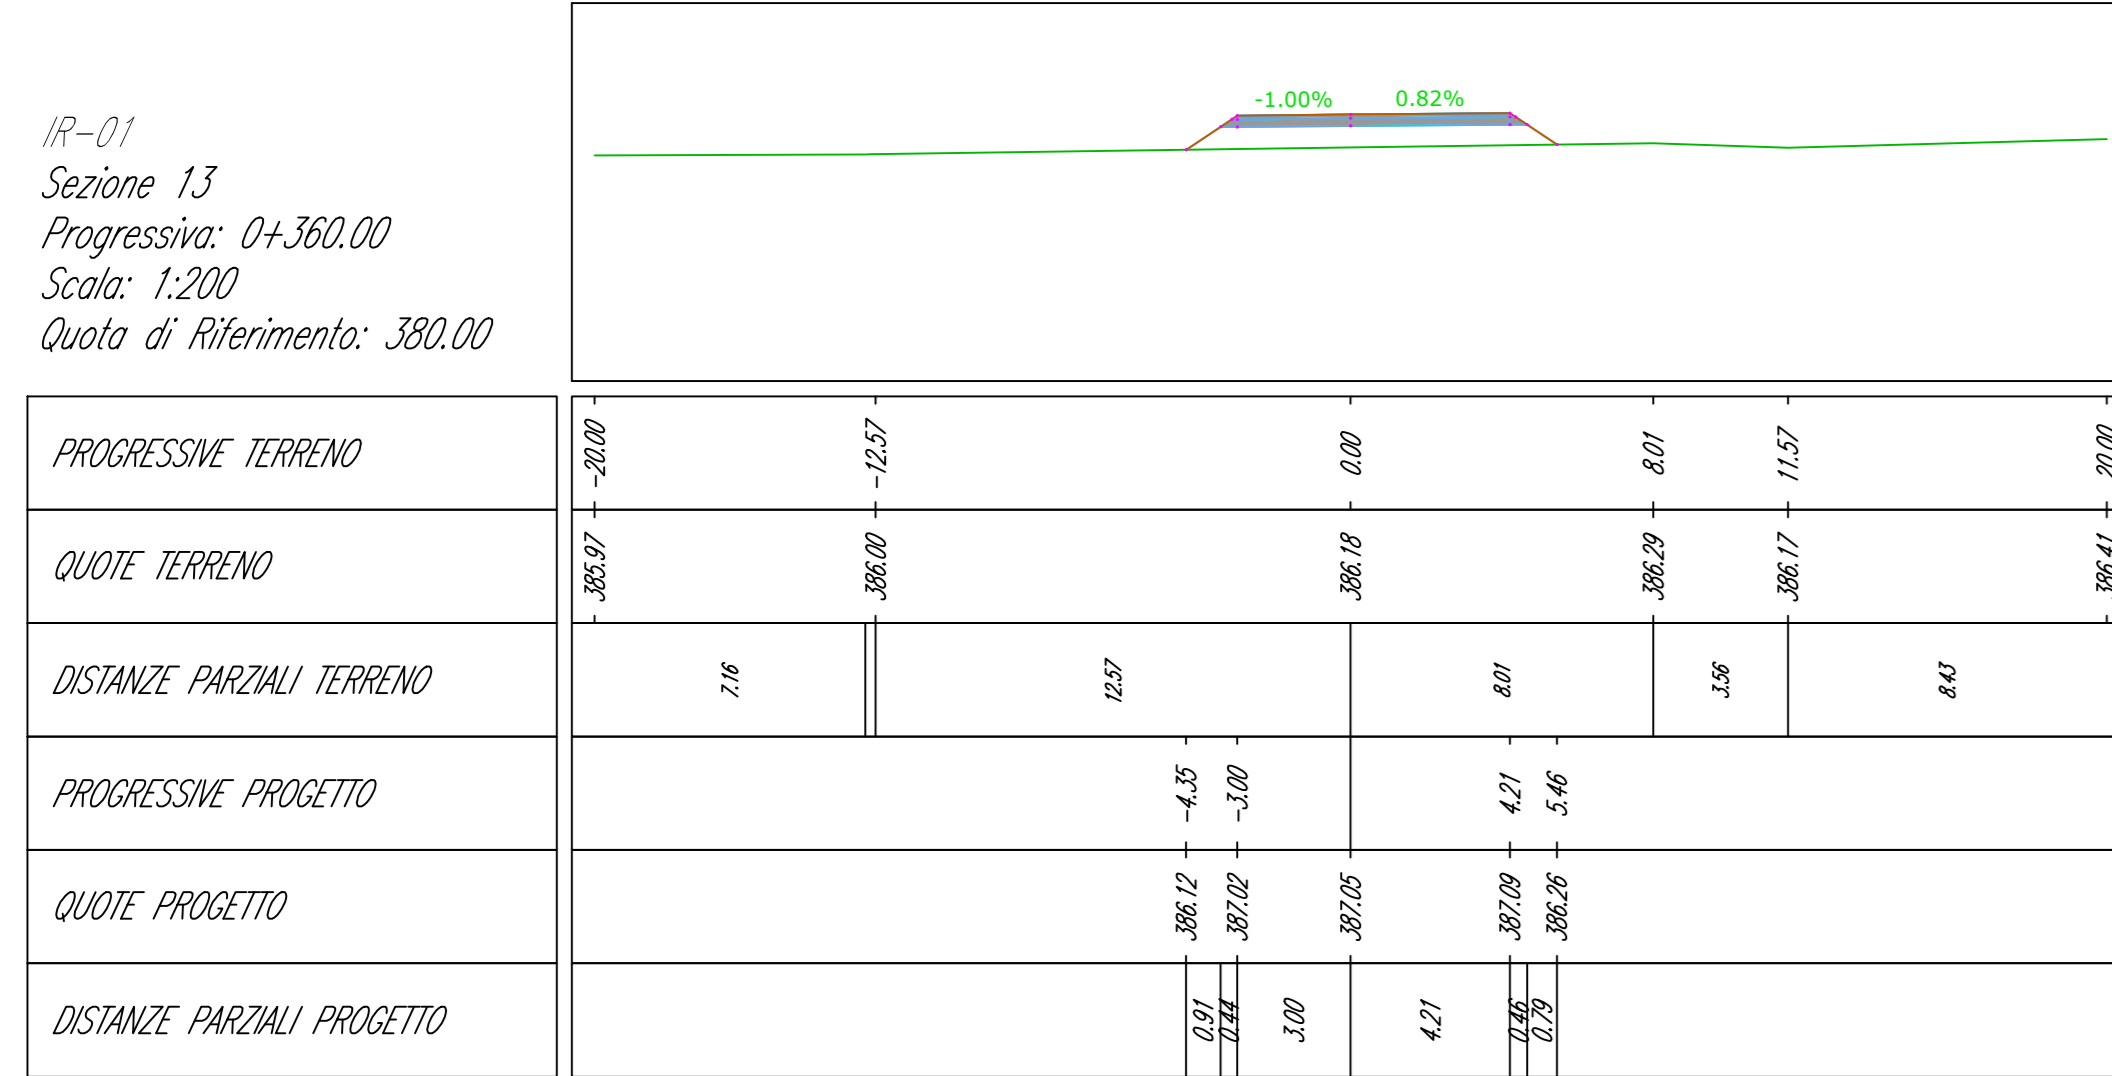 IR-01
Sezione 13
Progressiva: 0+360.00
Scala: 1:200
Quota di Riferimento: 380.00
-1.00% 0.82%
PROGRESSIVE TERRENO -20.00 -12.57 0.00 8.01 11.57 20.00
QUOTE TERRENO 385.97 386.00 386.18 386.29 386.17 386.41
DISTANZE PARZIALI TERRENO 7.16 12.57 8.01 3.56 8.43
PROGRESSIVE PROGETTO -4.35 -3.00 4.21 5.46
QUOTE PROGETTO 386.12 387.02 387.05 387.09 386.26
DISTANZE PARZIALI PROGETTO 0.91 0.44 3.00 4.21 0.46 0.79